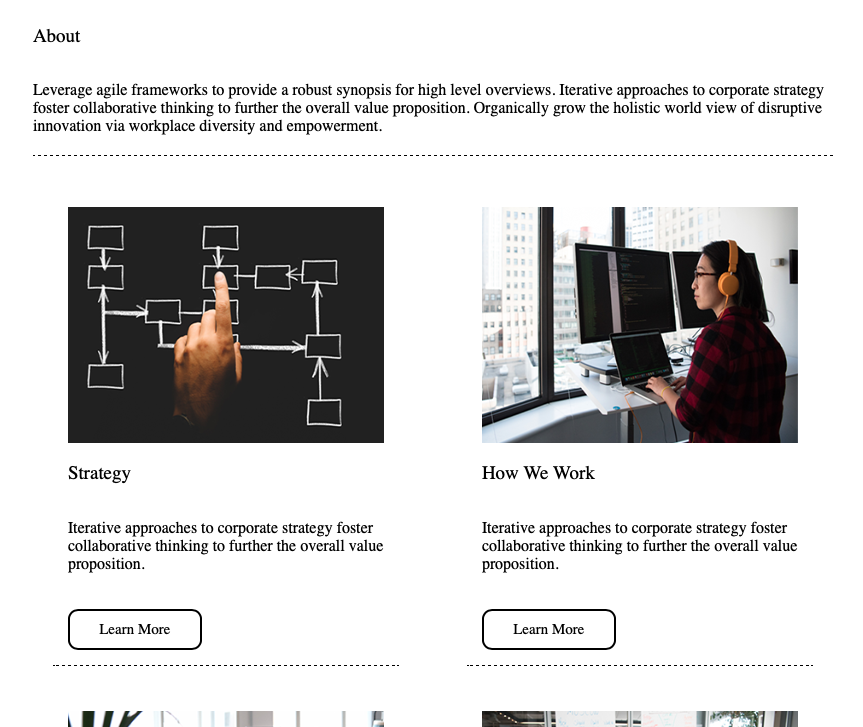 About
Leverage agile frameworks to provide a robust synopsis for high level overviews. Iterative approaches to corporate strategy
foster collaborative thinking to further the overall value proposition. Organically grow the holistic world view of disruptive
innovation via workplace diversity and empowerment.
Strategy
Iterative approaches to corporate strategy foster
collaborative thinking to further the overall value
proposition.
Learn More
How We Work
Iterative approaches to corporate strategy foster
collaborative thinking to further the overall value
proposition.
Learn More